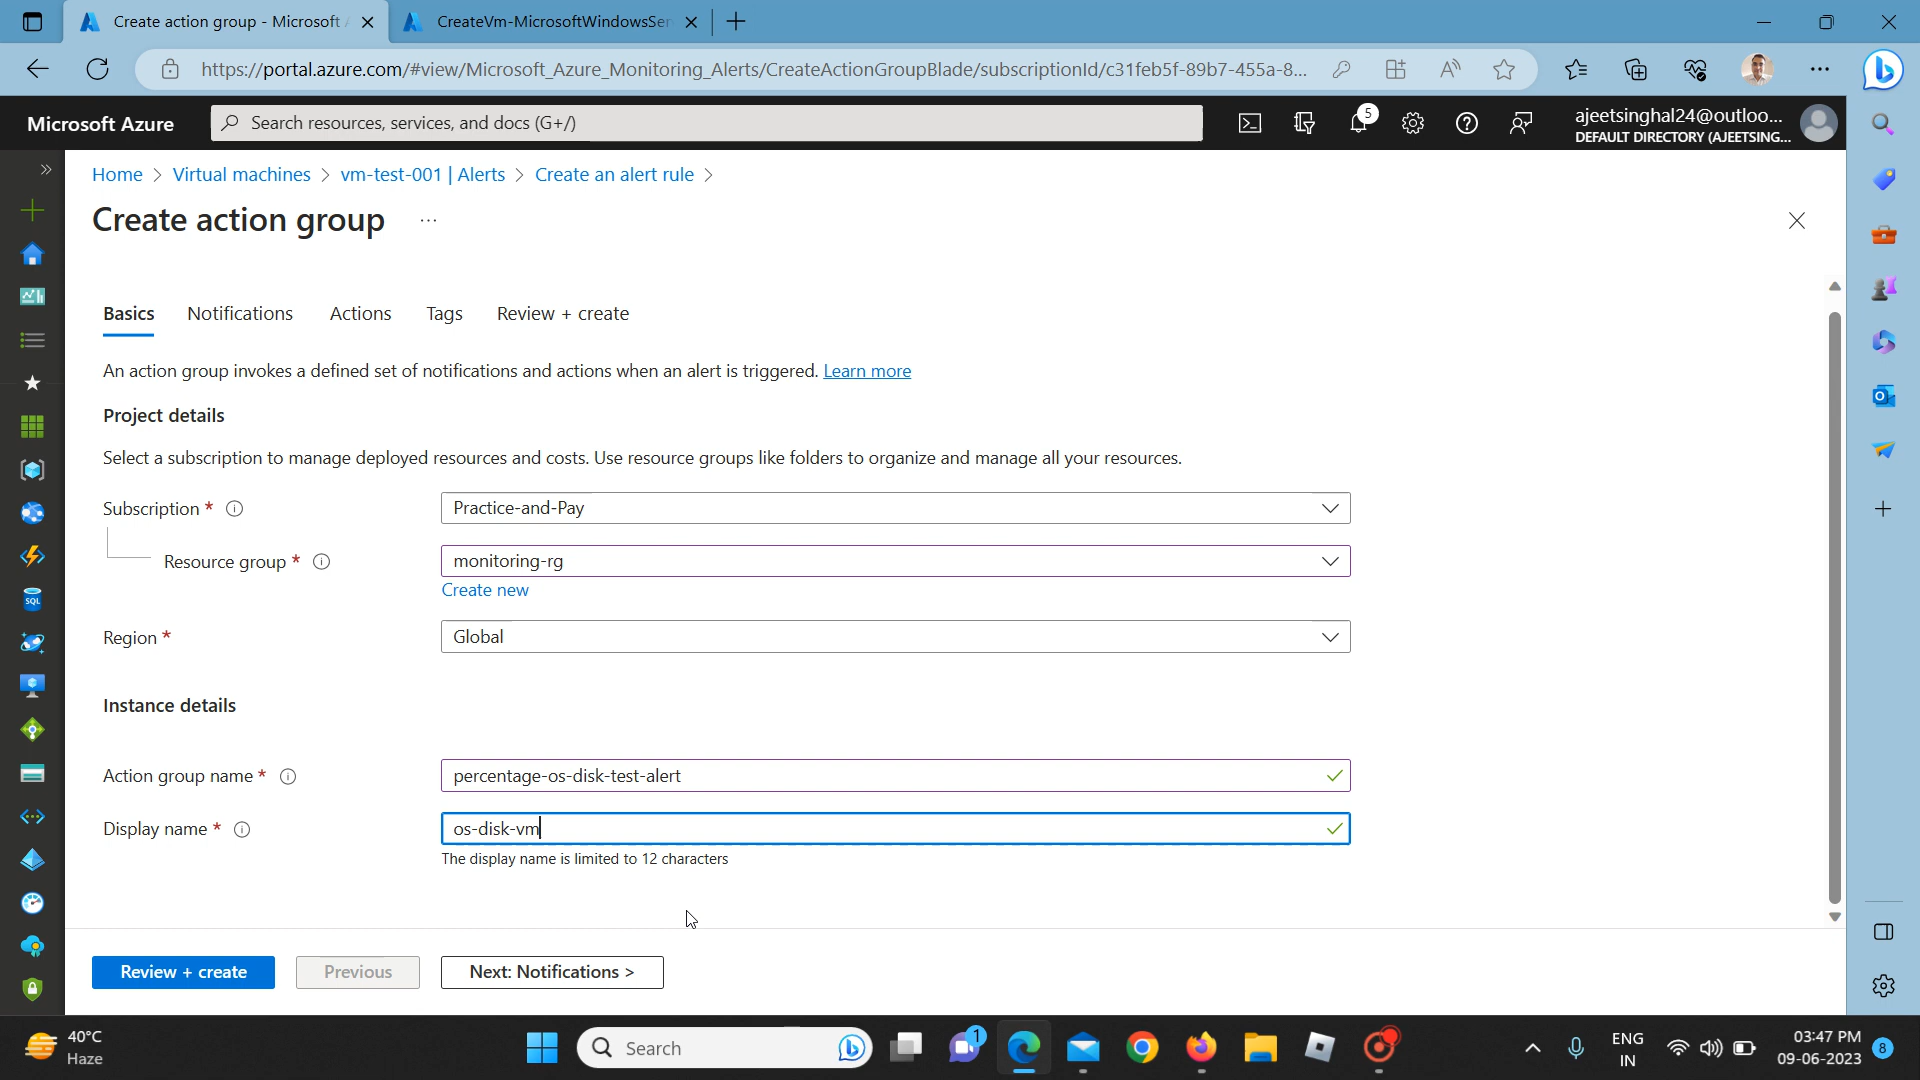 Create action group - Microsoft A
CreateVm-MicrosoftWindowsSer
https://portal.azure.com/#view/Microsoft_Azure_Monitoring_Alerts/CreateActionGroupBlade/subscriptionId/c31feb5f-89b7-455a-8...
Microsoft Azure
Search resources, services, and docs (G+/)
5
ajeetsinghal24@outloo...
DEFAULT DIRECTORY (AJEETSING...
Home > Virtual machines > vm-test-001 | Alerts > Create an alert rule >
Create action group ...
Basics Notifications Actions Tags Review + create
An action group invokes a defined set of notifications and actions when an alert is triggered. Learn more
Project details
Select a subscription to manage deployed resources and costs. Use resource groups like folders to organize and manage all your resources.
Subscription *
Practice-and-Pay
Resource group *
monitoring-rg
Create new
Region *
Global
Instance details
Action group name *
percentage-os-disk-test-alert
Display name *
os-disk-vm
The display name is limited to 12 characters
Review + create
Previous
Next: Notifications >
SQL
40°C
Haze
Search
1
ENG
IN
03:47 PM
09-06-2023
8